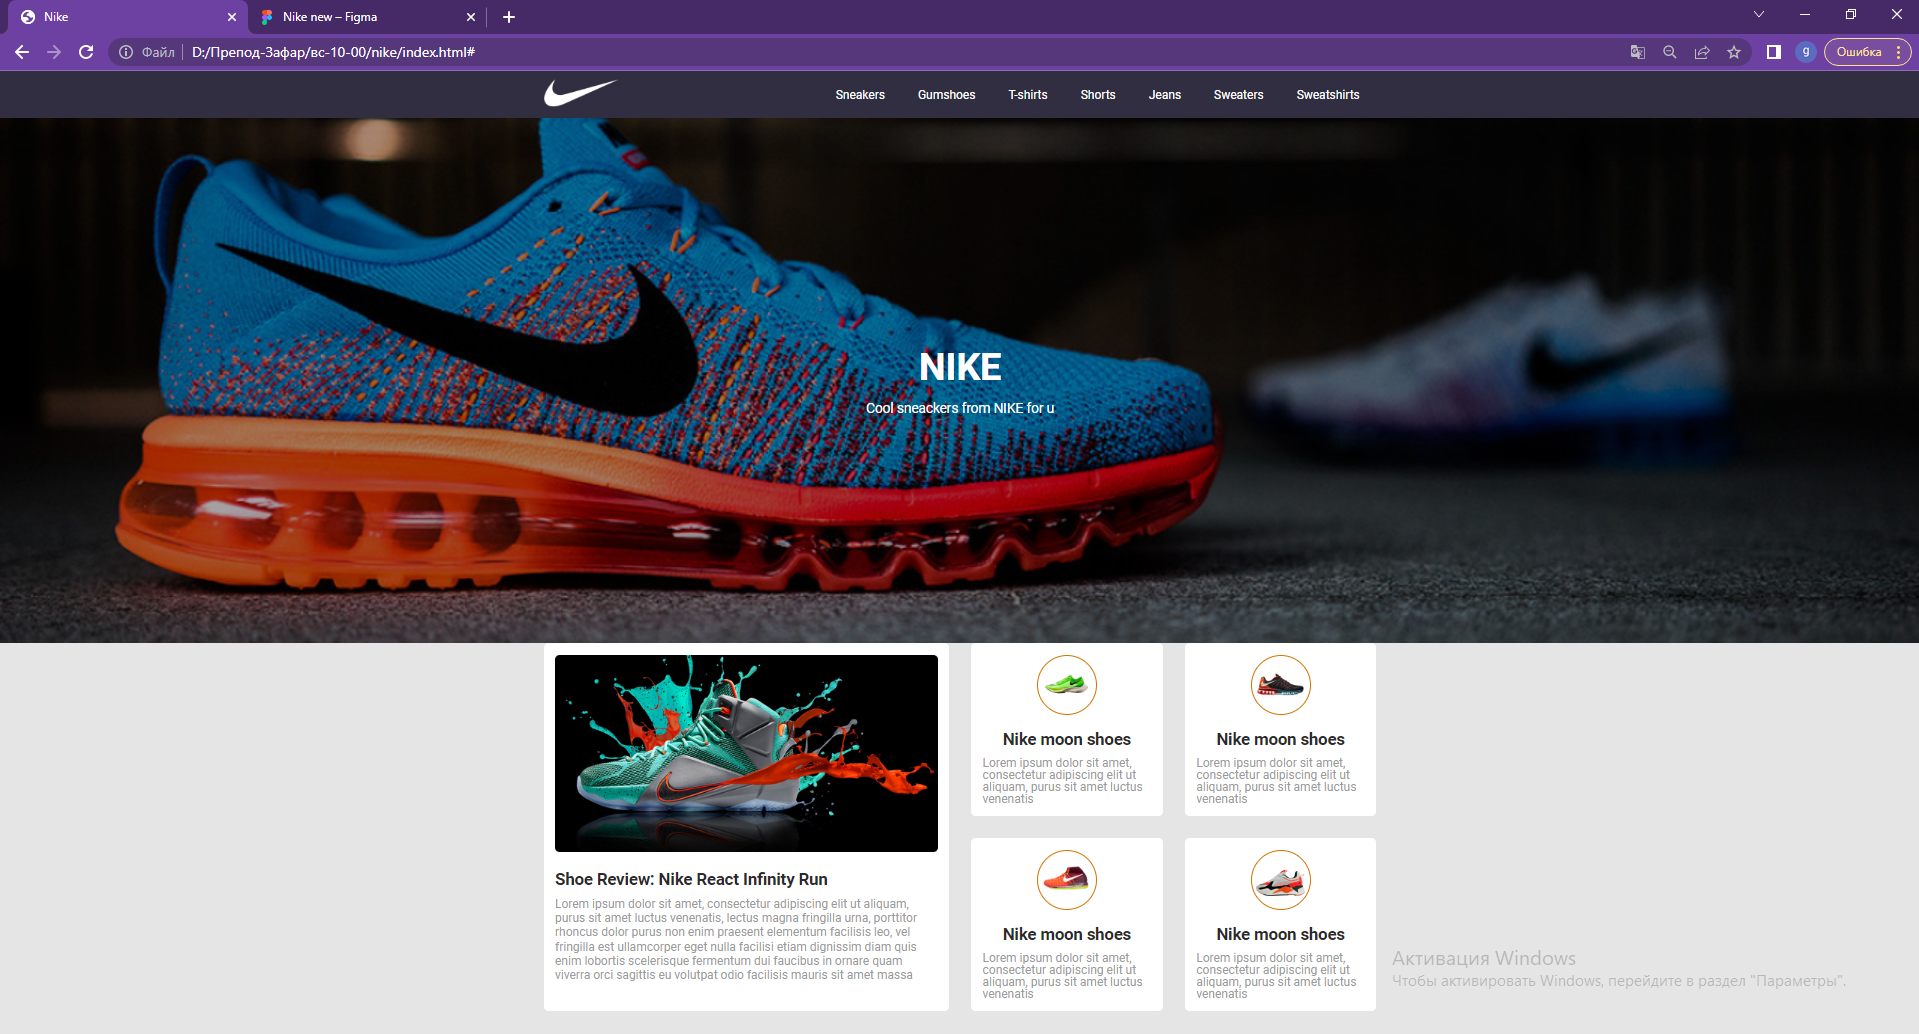 Nike
Nike new – Figma
Файл
D:/Препод-Зафар/вс-10-00/nike/index.html#
g
Ошибка
Sneakers Gumshoes T-shirts Shorts Jeans Sweaters Sweatshirts
NIKE
Cool sneackers from NIKE for u
Shoe Review: Nike React Infinity Run
Lorem ipsum dolor sit amet, consectetur adipiscing elit ut aliquam,
purus sit amet luctus venenatis, lectus magna fringilla urna, porttitor
rhoncus dolor purus non enim praesent elementum facilisis leo, vel
fringilla est ullamcorper eget nulla facilisi etiam dignissim diam quis
enim lobortis scelerisque fermentum dui faucibus in ornare quam
viverra orci sagittis eu volutpat odio facilisis mauris sit amet massa
Nike moon shoes
Lorem ipsum dolor sit amet,
consectetur adipiscing elit ut
aliquam, purus sit amet luctus
venenatis
Nike moon shoes
Lorem ipsum dolor sit amet,
consectetur adipiscing elit ut
aliquam, purus sit amet luctus
venenatis
Nike moon shoes
Lorem ipsum dolor sit amet,
consectetur adipiscing elit ut
aliquam, purus sit amet luctus
venenatis
Nike moon shoes
Lorem ipsum dolor sit amet,
consectetur adipiscing elit ut
aliquam, purus sit amet luctus
venenatis
Активация Windows
Чтобы активировать Windows, перейдите в раздел "Параметры".